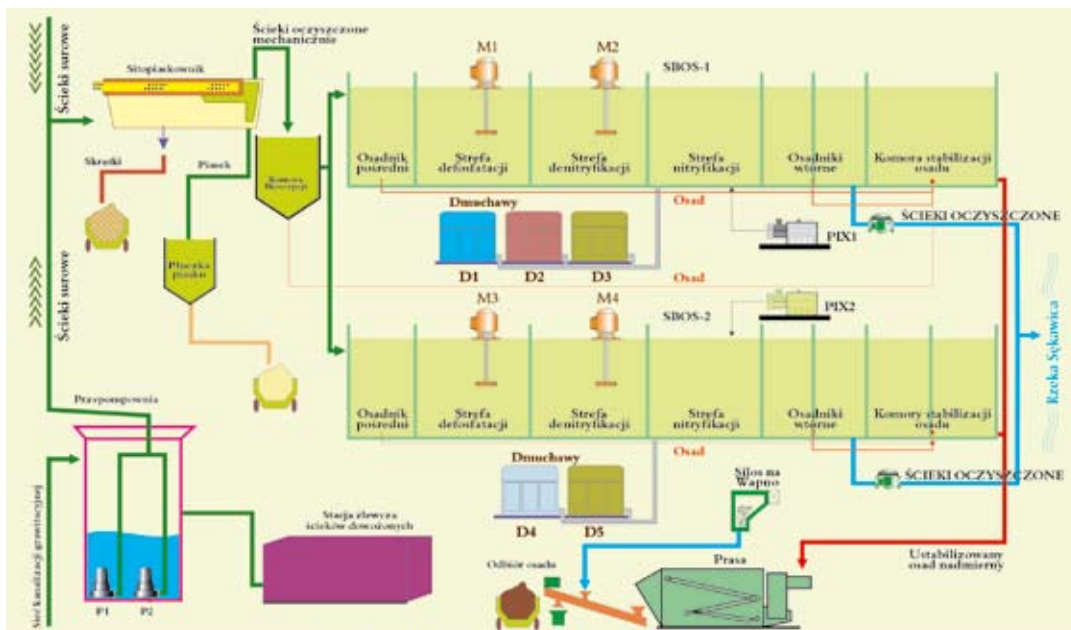 Ścieki surowe
Ścieki oczyszczone
mechanicznie
Sitopiaskownik
Skratki
Piasek
Komora
Płuczka
piasku
Ścieki surowe
Przepompownia
Sieć kanalizacji grawitacyjnej
P1
P2
Stacja zlewcza
ścieków dowożonych
M1
M2
SBOS-1
Osadnik
pośredni
Strefa
defosfatacji
Strefa
denitryfikacji
Strefa
nitryfikacji
Osadniki
wtórne
Komora stabilizacji
osadu
Osad
Dmuchawy
D1
D2
D3
PIX1
ŚCIEKI OCZYSZCZONE
Osad
M3
M4
SBOS-2
PIX2
Rzeka Sękawica
Osadnik
pośredni
Stryfa
defosfatacji
Strefa
denitryfikacji
Strefa
nitryfikacji
Osadniki
wtórne
Komory stabilizacji
osadu
Osad
Dmuchawy
D4
D5
Silos na
Wapno
ŚCIEKI OCZYSZCZONE
Odbiór osadu
Prasa
Ustabilizowany
osad nadmierny